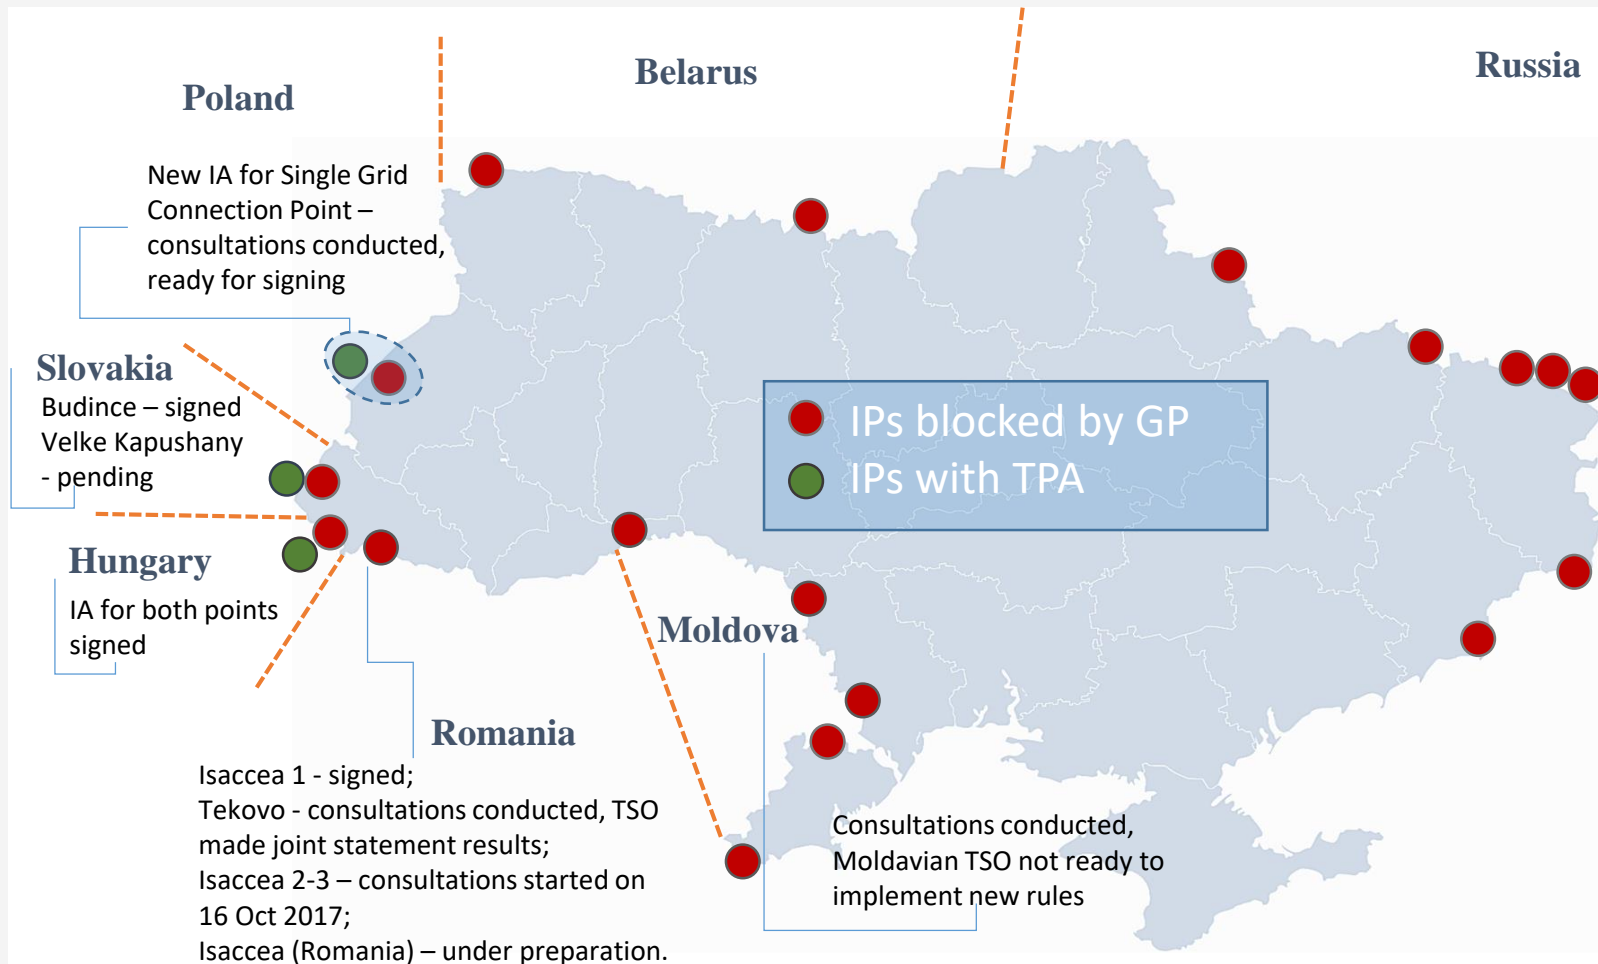 Belarus
Russia
Poland
New IA for Single Grid
Connection Point –
consultations conducted,
ready for signing
Slovakia
Budince – signed
Velke Kapushany
- pending
IPs blocked by GP
IPs with TPA
Hungary
IA for both points
signed
Moldova
Romania
Isaccea 1 - signed;
Tekovo - consultations conducted, TSO
made joint statement results;
Isaccea 2-3 – consultations started on
16 Oct 2017;
Isaccea (Romania) – under preparation.
Consultations conducted,
Moldavian TSO not ready to
implement new rules